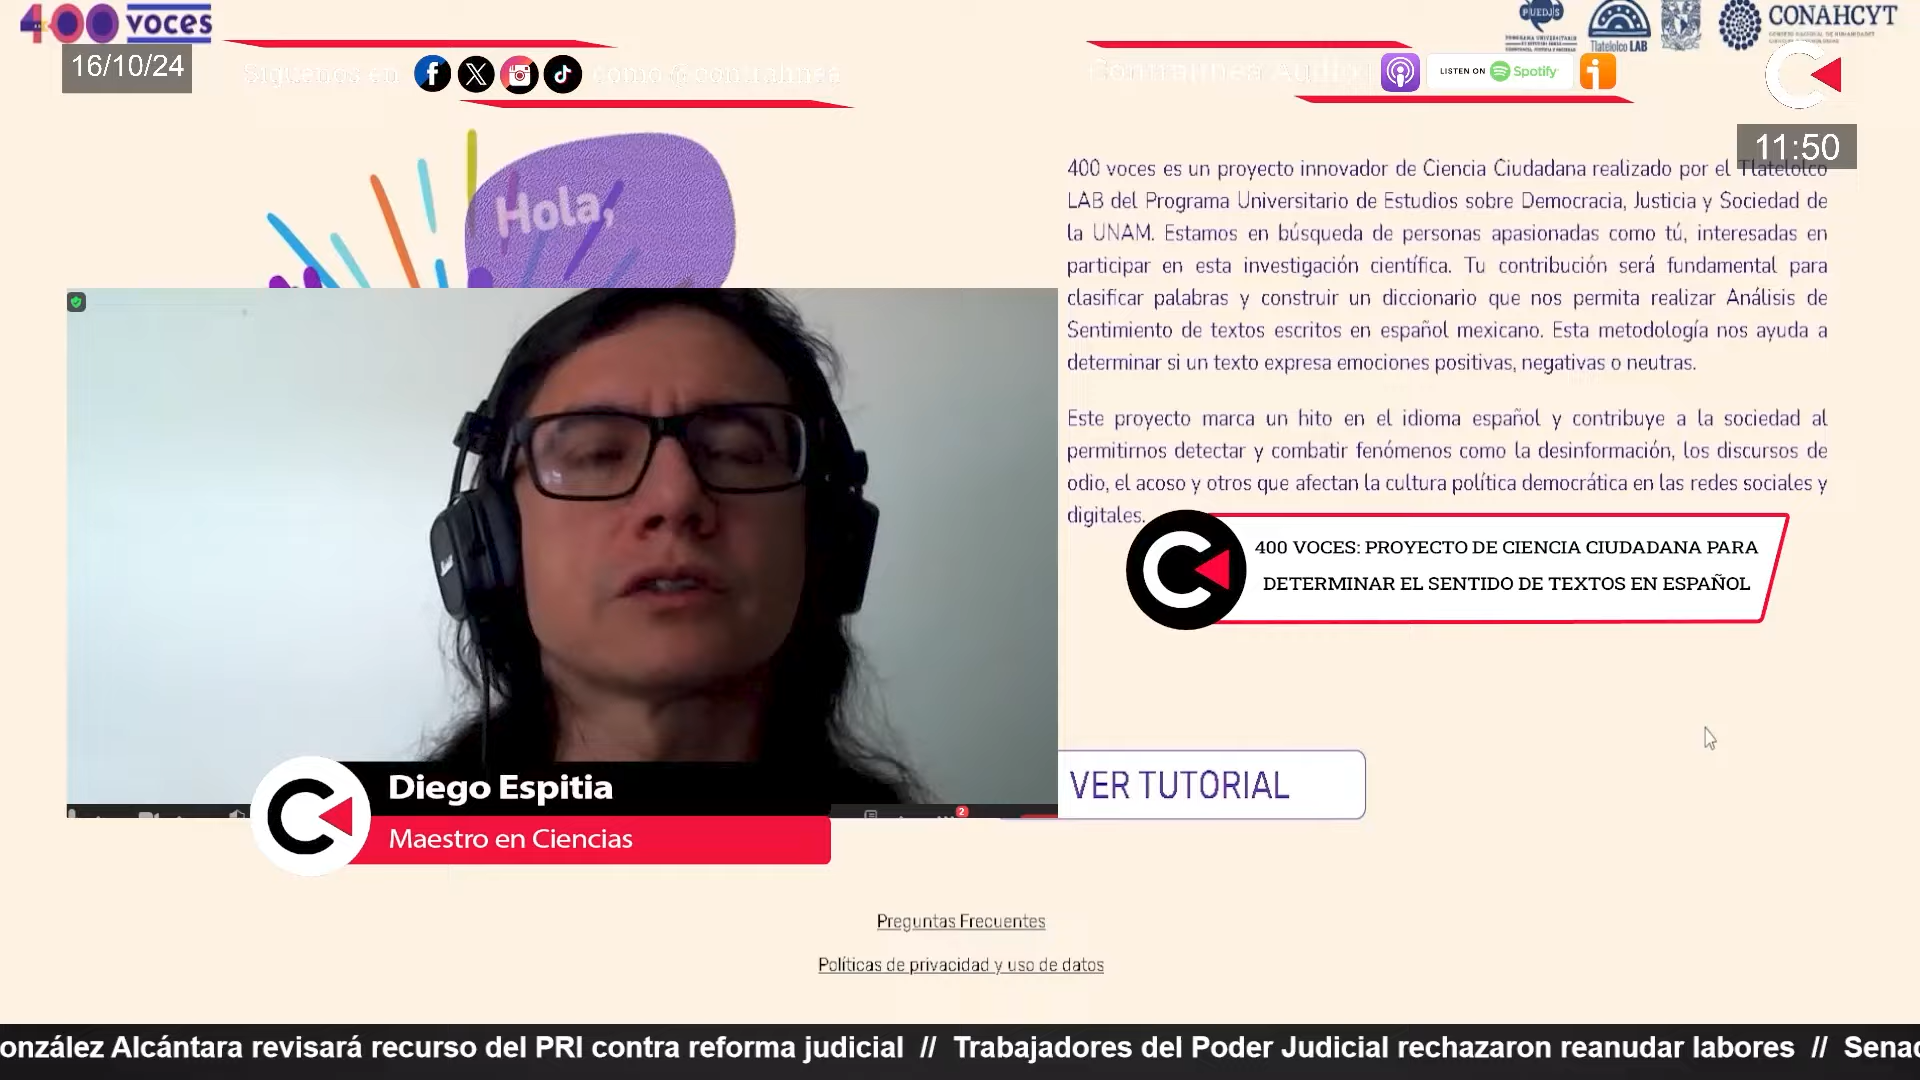 400 voces
PUEDJS
Tlatelolco LAB
CONAHCYT
16/10/24
Síguenos en
como @contralinea
Contralínea Audio
LISTEN ON Spotify
11:50
Hola,
400 voces es un proyecto innovador de Ciencia Ciudadana realizado por el Tlatelolco
LAB del Programa Universitario de Estudios sobre Democracia, Justicia y Sociedad de
la UNAM. Estamos en búsqueda de personas apasionadas como tú, interesadas en
participar en esta investigación científica. Tu contribución será fundamental para
clasificar palabras y construir un diccionario que nos permita realizar Análisis de
Sentimiento de textos escritos en español mexicano. Esta metodología nos ayuda a
determinar si un texto expresa emociones positivas, negativas o neutras.
Este proyecto marca un hito en el idioma español y contribuye a la sociedad al
permitirnos detectar y combatir fenómenos como la desinformación, los discursos de
odio, el acoso y otros que afectan la cultura política democrática en las redes sociales y
digitales.
400 VOCES: PROYECTO DE CIENCIA CIUDADANA PARA
DETERMINAR EL SENTIDO DE TEXTOS EN ESPAÑOL
VER TUTORIAL
2
Diego Espitia
Maestro en Ciencias
Preguntas Frecuentes
Políticas de privacidad y uso de datos
onzález Alcántara revisará recurso del PRI contra reforma judicial // Trabajadores del Poder Judicial rechazaron reanudar labores // Senac